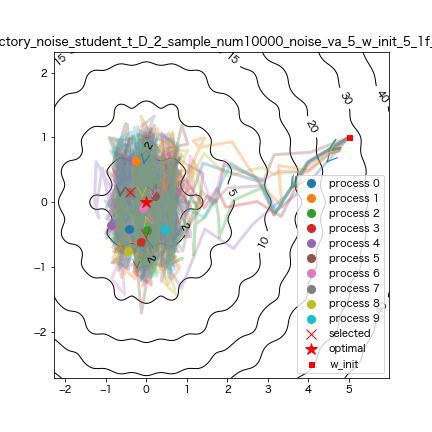 ctory_noise_student_t_D_2_sample_num10000_noise_va_5_w_init_5_1f_
15
15
20
30
40
2
5
10
2
2
2
1
0
−1
−2
−2
−1
0
1
2
3
4
5
process 0
process 1
process 2
process 3
process 4
process 5
process 6
process 7
process 8
process 9
selected
optimal
w_init